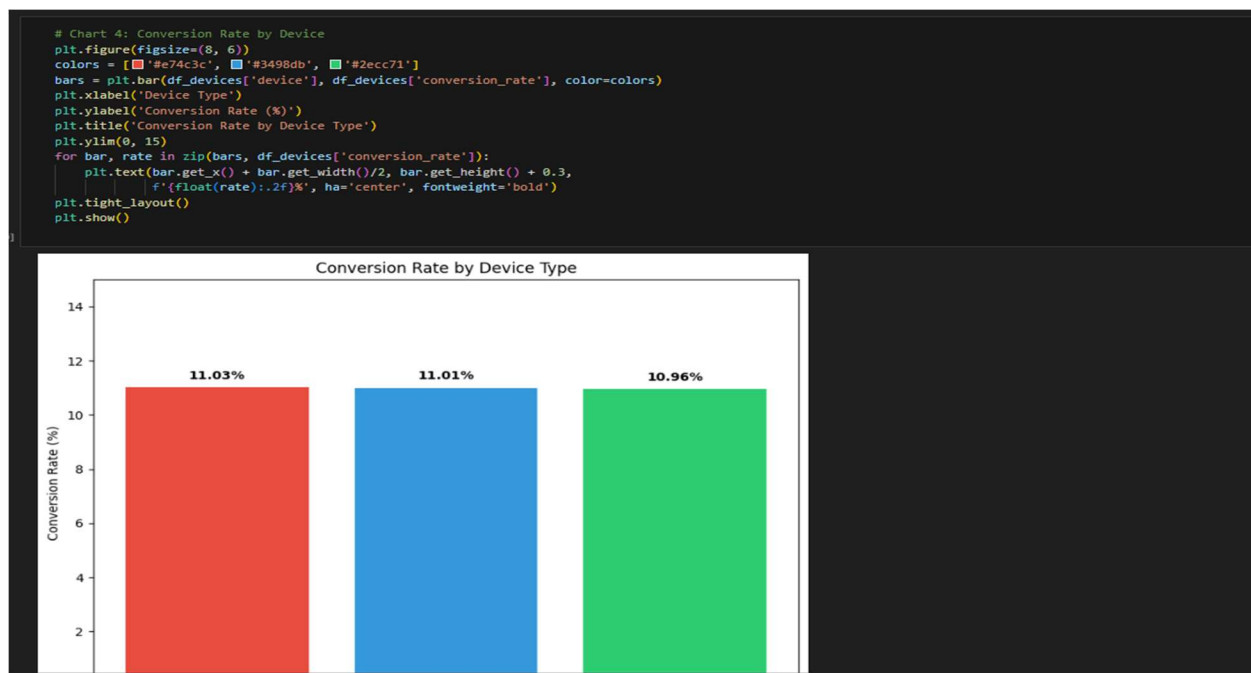 # Chart 4: Conversion Rate by Device
plt.figure(figsize=(8, 6))
colors = ['#e74c3c', '#3498db', '#2ecc71']
bars = plt.bar(df_devices['device'], df_devices['conversion_rate'], color=colors)
plt.xlabel('Device Type')
plt.ylabel('Conversion Rate (%)')
plt.title('Conversion Rate by Device Type')
plt.ylim(0, 15)
for bar, rate in zip(bars, df_devices['conversion_rate']):
    plt.text(bar.get_x() + bar.get_width()/2, bar.get_height() + 0.3,
             f'{float(rate):.2f}%', ha='center', fontweight='bold')
plt.tight_layout()
plt.show()
Conversion Rate by Device Type
14
12
11.03% 11.01% 10.96%
10
8
6
4
2
Conversion Rate (%)